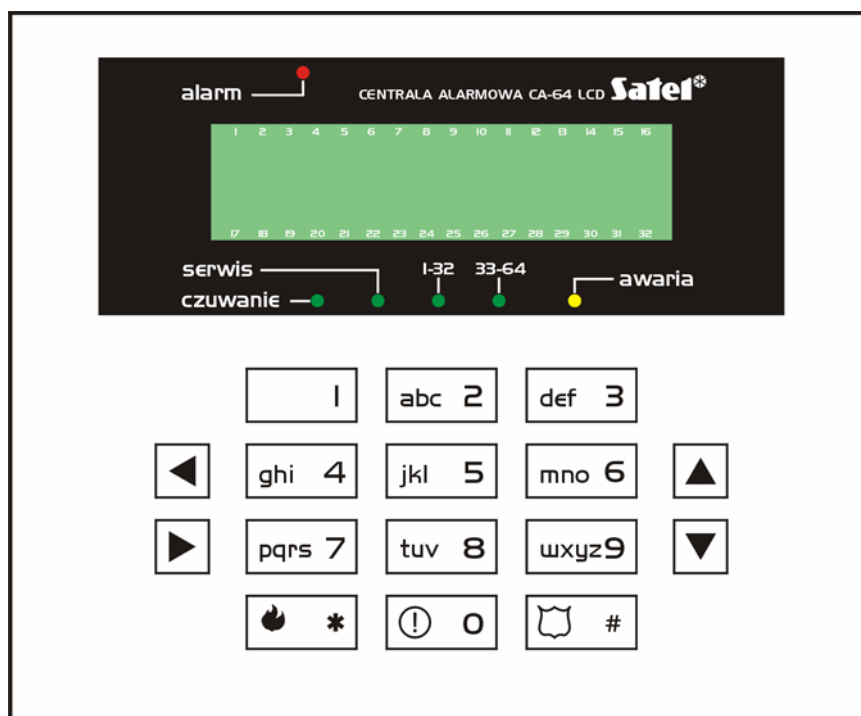 alarm
CENTRALA ALARMOWA CA-64 LCD Satel
1 2 3 4 5 6 7 8 9 10 11 12 13 14 15 16
17 18 19 20 21 22 23 24 25 26 27 28 29 30 31 32
serwis 1-32 33-64 awaria
czuwanie
1 abc 2 def 3
ghi 4 jkl 5 mno 6
pqrs 7 tuv 8 wxyz9
* 0 #